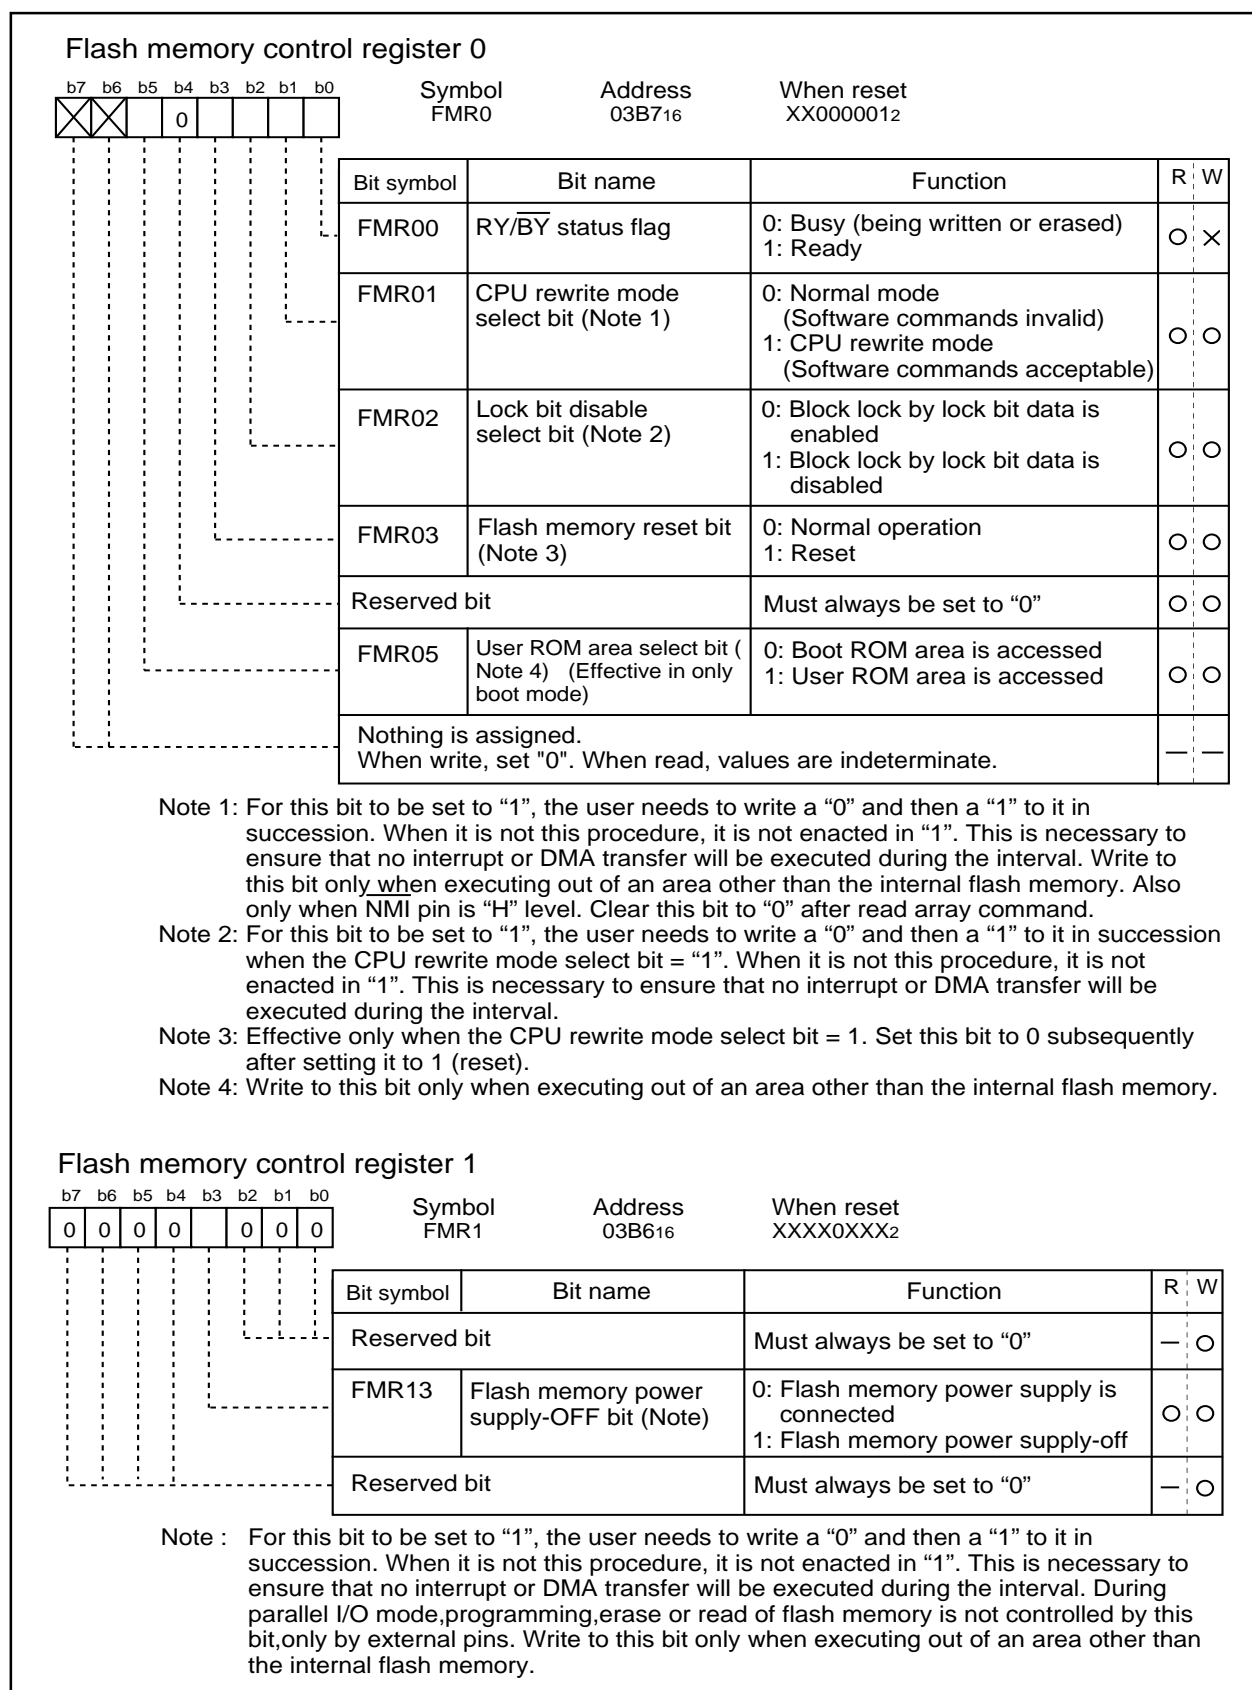 Flash memory control register 0
b7 b6 b5 b4 b3 b2 b1 b0
0
Symbol Address When reset
FMR0 03B716 XX0000012
Bit symbol Bit name Function R W
FMR00 RY/BY status flag 0: Busy (being written or erased)
1: Ready
FMR01 CPU rewrite mode 0: Normal mode
select bit (Note 1) (Software commands invalid)
1: CPU rewrite mode
(Software commands acceptable)
FMR02 Lock bit disable 0: Block lock by lock bit data is
select bit (Note 2) enabled
1: Block lock by lock bit data is
disabled
FMR03 Flash memory reset bit 0: Normal operation
(Note 3) 1: Reset
Reserved bit Must always be set to “0”
FMR05 User ROM area select bit ( 0: Boot ROM area is accessed
Note 4) (Effective in only 1: User ROM area is accessed
boot mode)
Nothing is assigned.
When write, set "0". When read, values are indeterminate.
Note 1: For this bit to be set to “1”, the user needs to write a “0” and then a “1” to it in
succession. When it is not this procedure, it is not enacted in “1”. This is necessary to
ensure that no interrupt or DMA transfer will be executed during the interval. Write to
this bit only when executing out of an area other than the internal flash memory. Also
only when NMI pin is “H” level. Clear this bit to “0” after read array command.
Note 2: For this bit to be set to “1”, the user needs to write a “0” and then a “1” to it in succession
when the CPU rewrite mode select bit = “1”. When it is not this procedure, it is not
enacted in “1”. This is necessary to ensure that no interrupt or DMA transfer will be
executed during the interval.
Note 3: Effective only when the CPU rewrite mode select bit = 1. Set this bit to 0 subsequently
after setting it to 1 (reset).
Note 4: Write to this bit only when executing out of an area other than the internal flash memory.
Flash memory control register 1
b7 b6 b5 b4 b3 b2 b1 b0
0 0 0 0 0 0 0
Symbol Address When reset
FMR1 03B616 XXXX0XXX2
Bit symbol Bit name Function R W
Reserved bit Must always be set to “0”
FMR13 Flash memory power 0: Flash memory power supply is
supply-OFF bit (Note) connected
1: Flash memory power supply-off
Reserved bit Must always be set to “0”
Note : For this bit to be set to “1”, the user needs to write a “0” and then a “1” to it in
succession. When it is not this procedure, it is not enacted in “1”. This is necessary to
ensure that no interrupt or DMA transfer will be executed during the interval. During
parallel I/O mode,programming,erase or read of flash memory is not controlled by this
bit,only by external pins. Write to this bit only when executing out of an area other than
the internal flash memory.